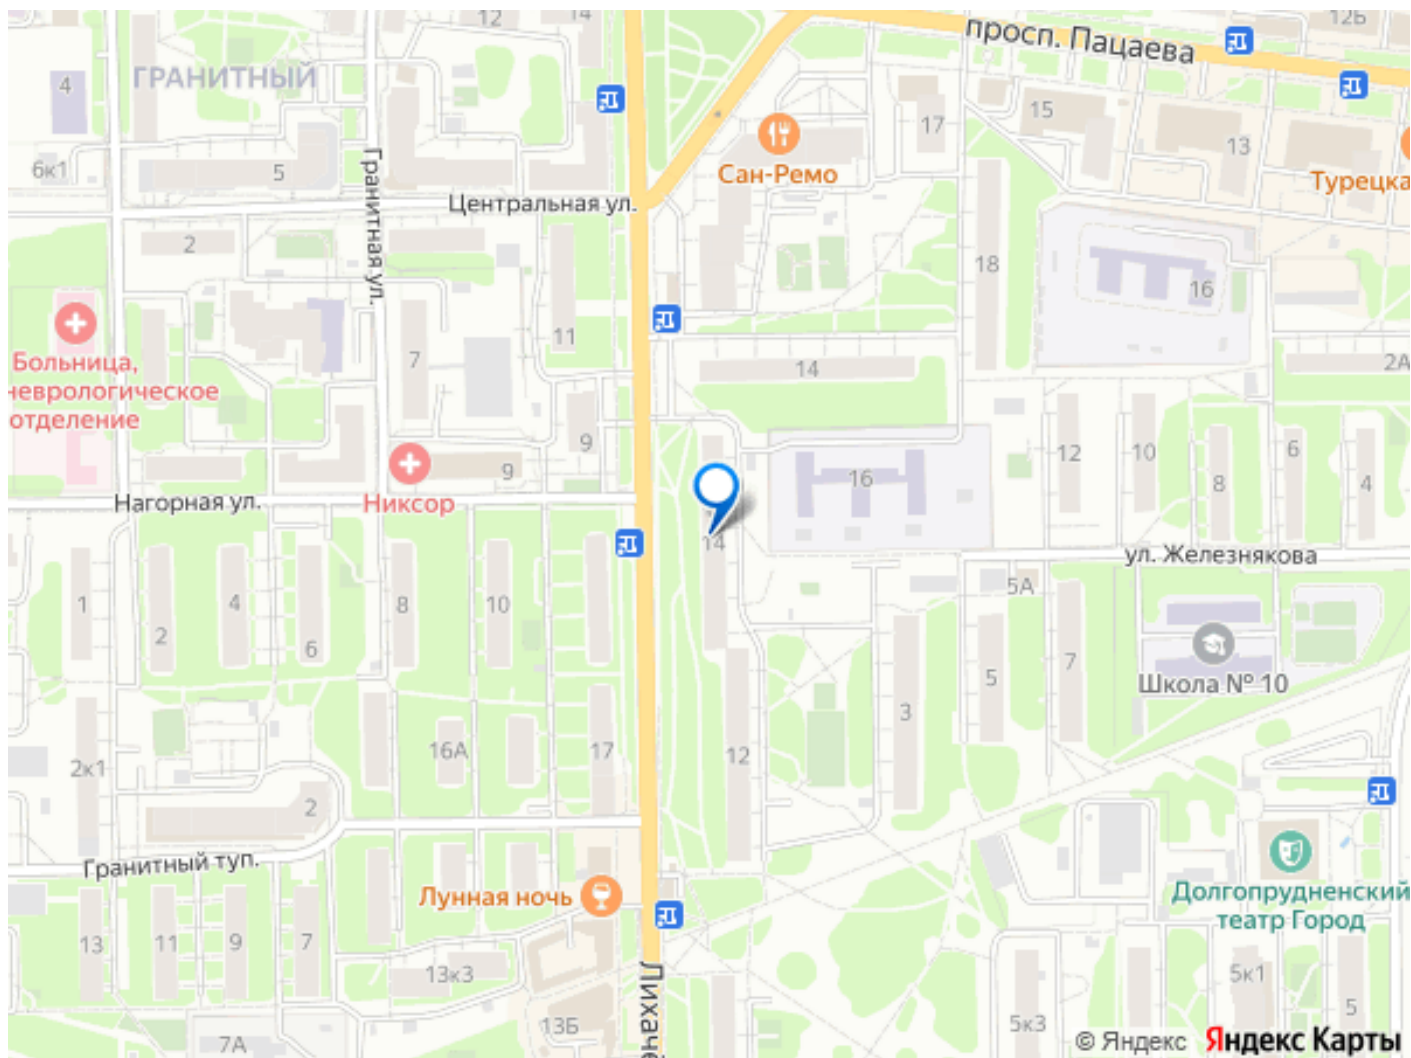 12
14
просп. Пацаева
12Б
4
ГРАНИТНЫЙ
15
17
13
Сан-Ремо
Турецка
6к1
5
Гранитная ул.
Центральная ул.
2
18
16
11
7
14
2А
Больница,
неврологическое
отделение
9
9
Никсор
Нагорная ул.
16
12
10
8
6
4
14
ул. Железнякова
5А
1
2
4
6
8
10
5
7
Школа № 10
3
2к1
16А
17
12
2
Гранитный туп.
Лунная ночь
Долгопрудненский
театр Город
13
11
9
7
13к3
Лихачё
13Б
7А
5к3
5к1
5
© Яндекс Яндекс Карты